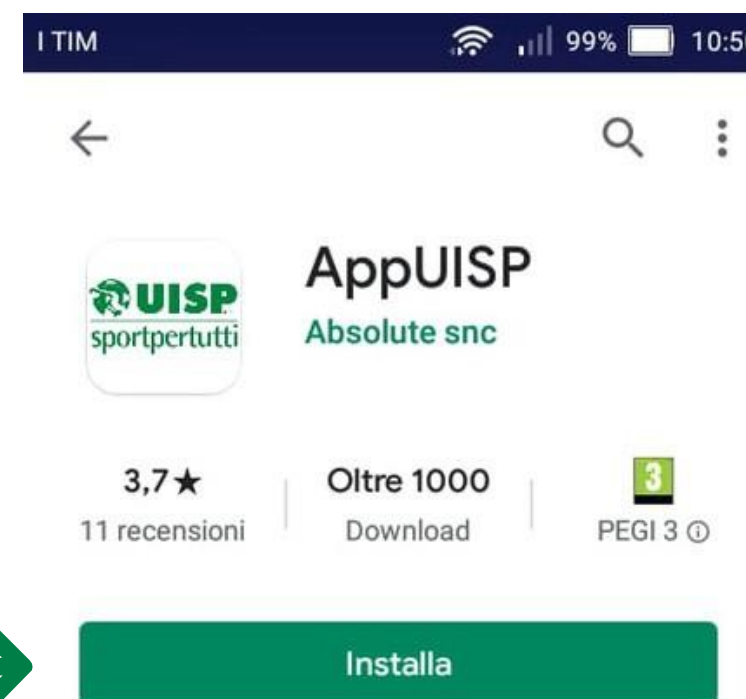 I TIM 99% 10:5
AppUISP
UISP
sportpertutti
Absolute snc
3,7★
11 recensioni
Oltre 1000
Download
3
PEGI 3
Installa